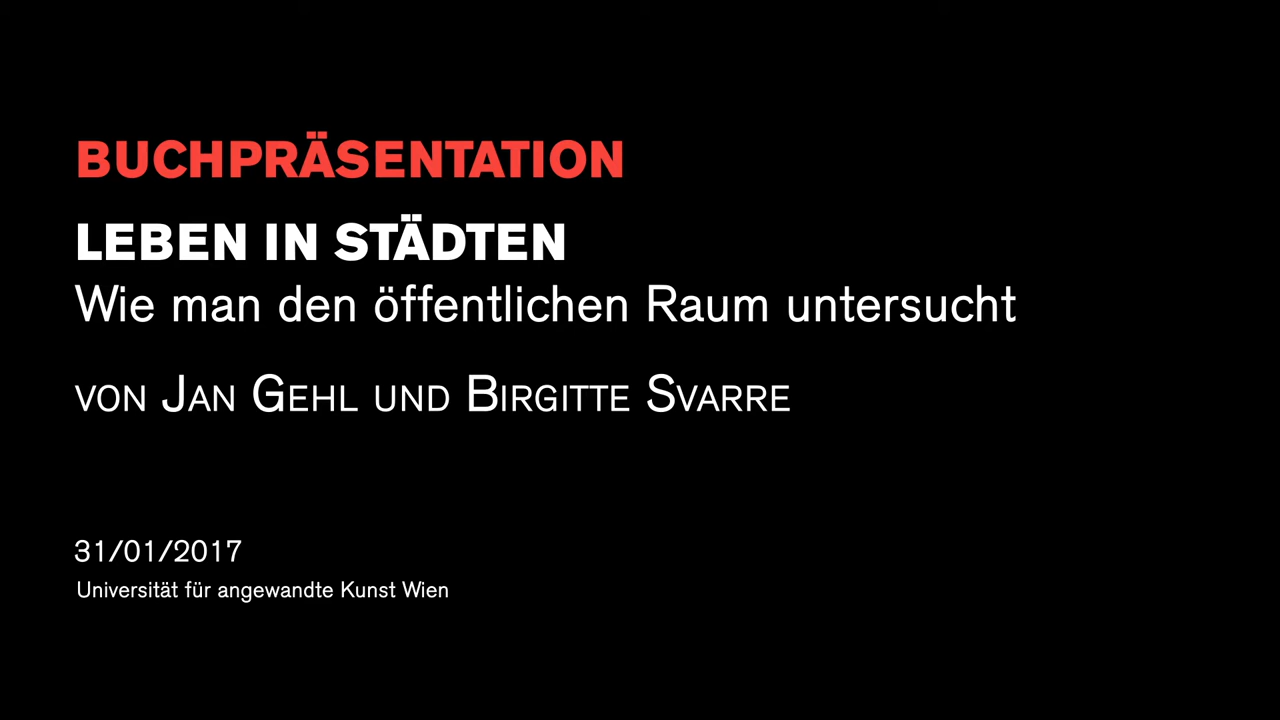 BUCHPRÄSENTATION
LEBEN IN STÄDTEN
Wie man den öffentlichen Raum untersucht
VON JAN GEHL UND BIRGITTE SVARRE
31/01/2017
Universität für angewandte Kunst Wien